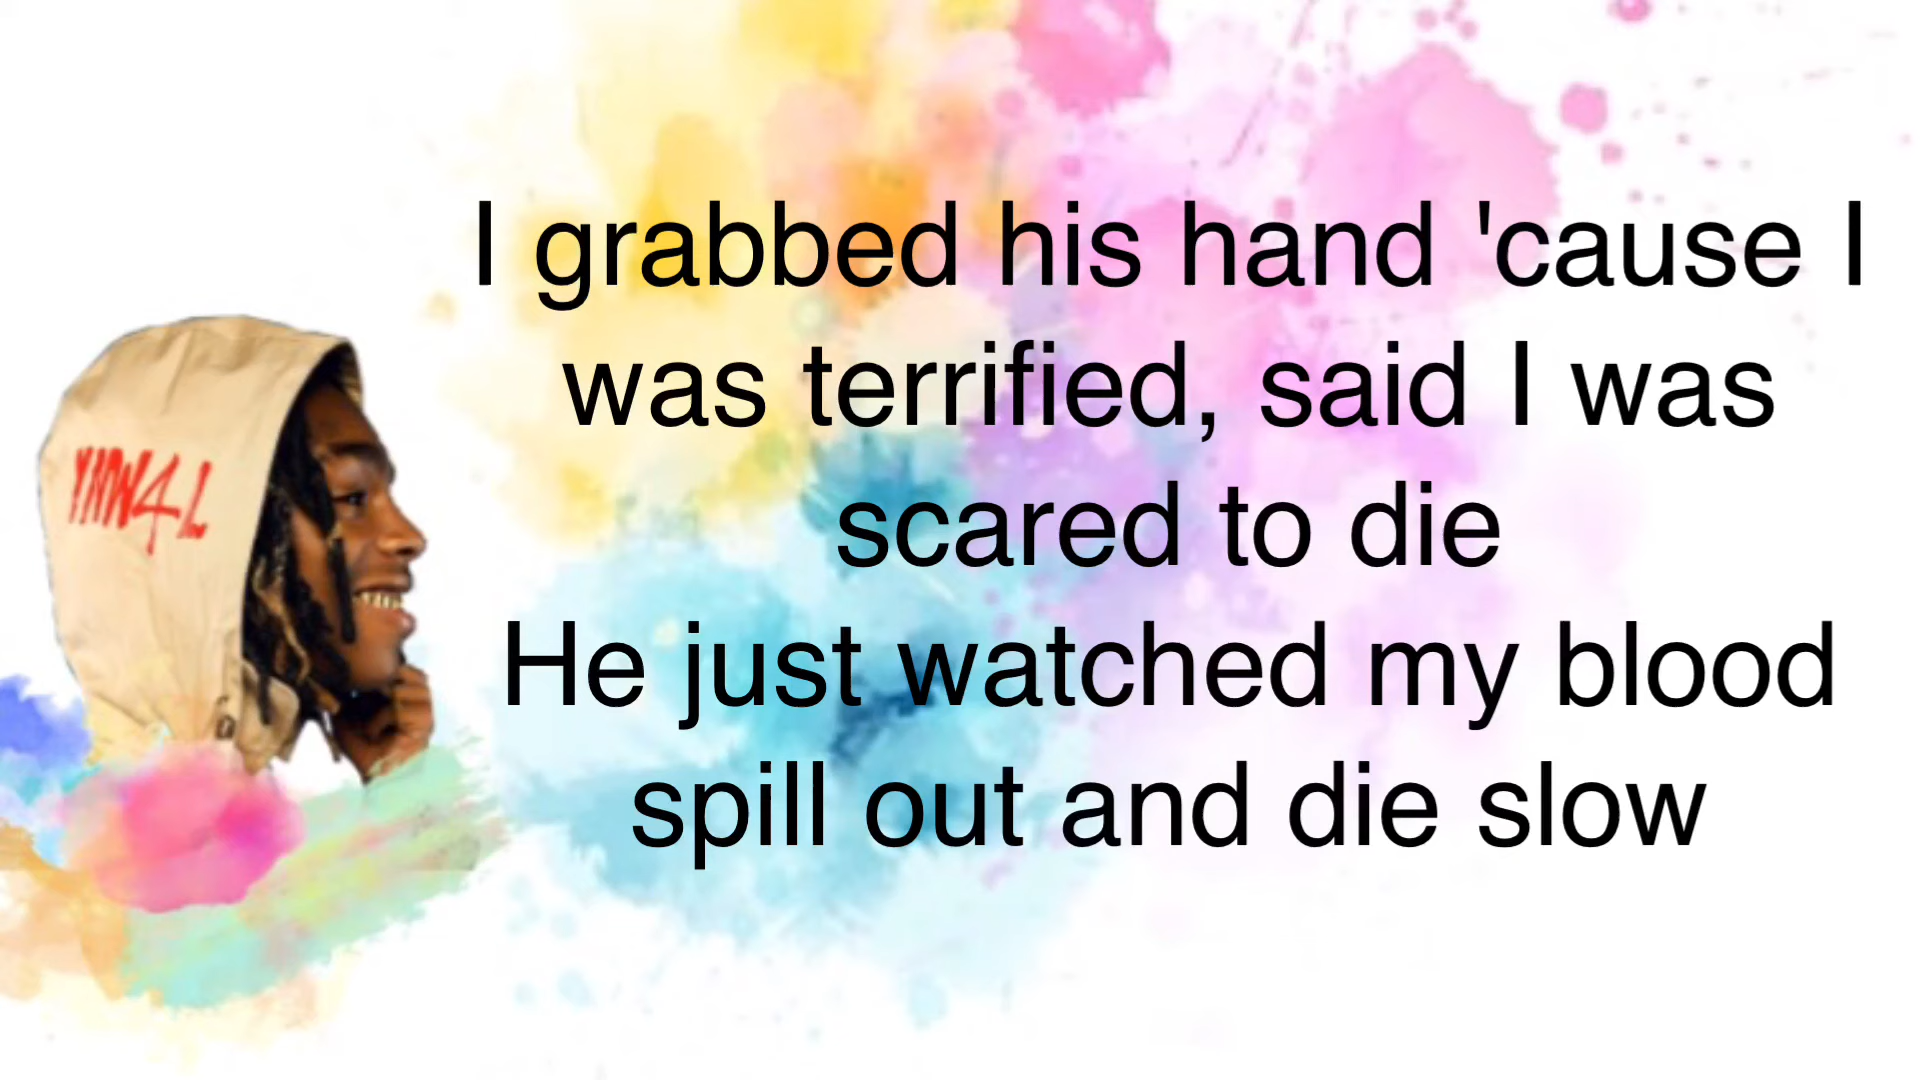 YNW4L
I grabbed his hand 'cause I
was terrified, said I was
scared to die
He just watched my blood
spill out and die slow